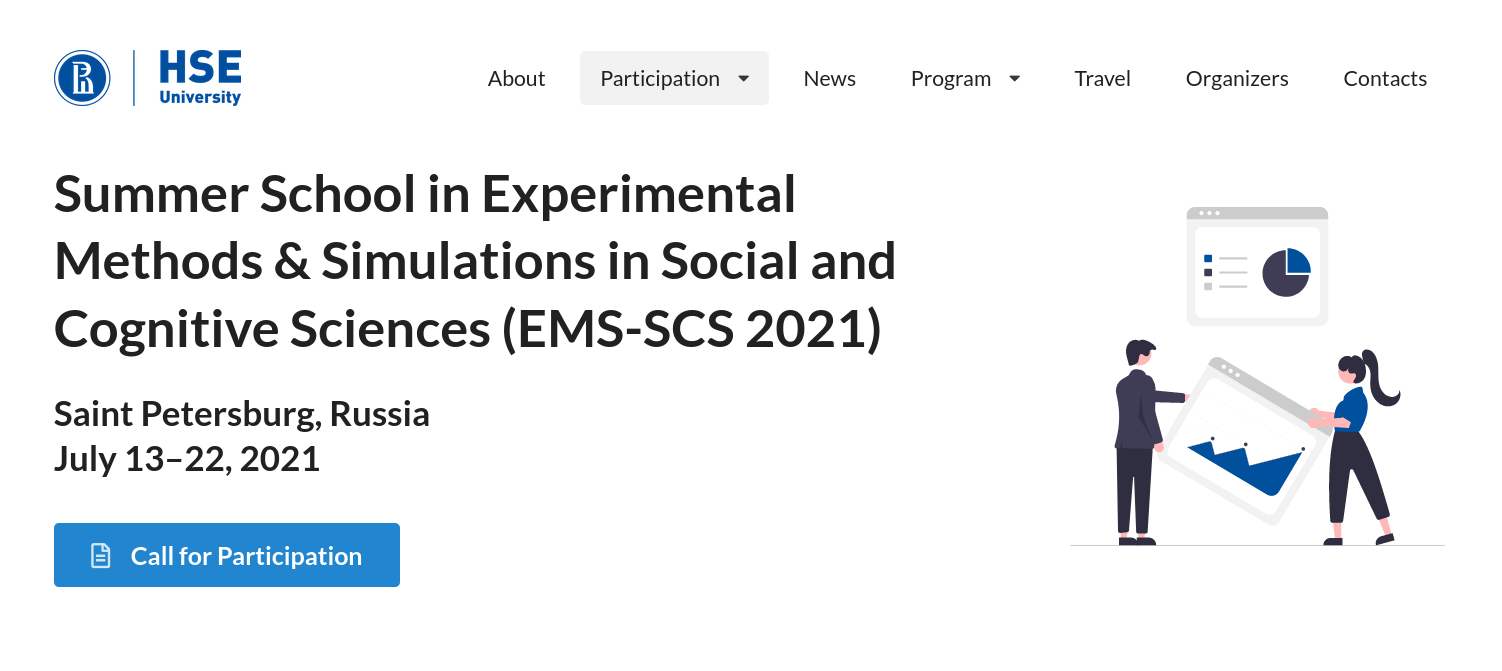 HSE
University
About
Participation
News
Program
Travel
Organizers
Contacts
Summer School in Experimental
Methods & Simulations in Social and
Cognitive Sciences (EMS-SCS 2021)
Saint Petersburg, Russia
July 13–22, 2021
Call for Participation